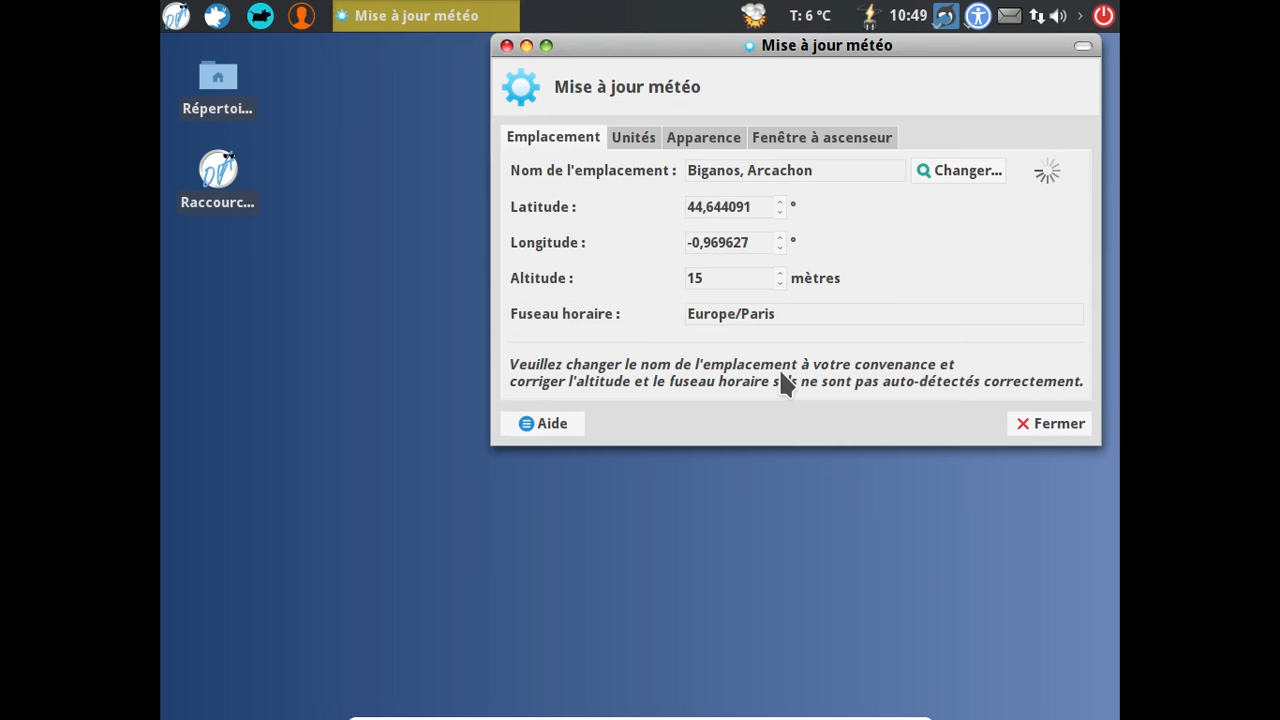 Mise à jour météo
T: 6 °C
10:49
Mise à jour météo
Répertoi...
Raccourc...
Mise à jour météo
Emplacement Unités Apparence Fenêtre à ascenseur
Nom de l'emplacement : Biganos, Arcachon Changer...
Latitude : 44,644091 °
Longitude : -0,969627 °
Altitude : 15 mètres
Fuseau horaire : Europe/Paris
Veuillez changer le nom de l'emplacement à votre convenance et
corriger l'altitude et le fuseau horaire s'ils ne sont pas auto-détectés correctement.
Aide Fermer